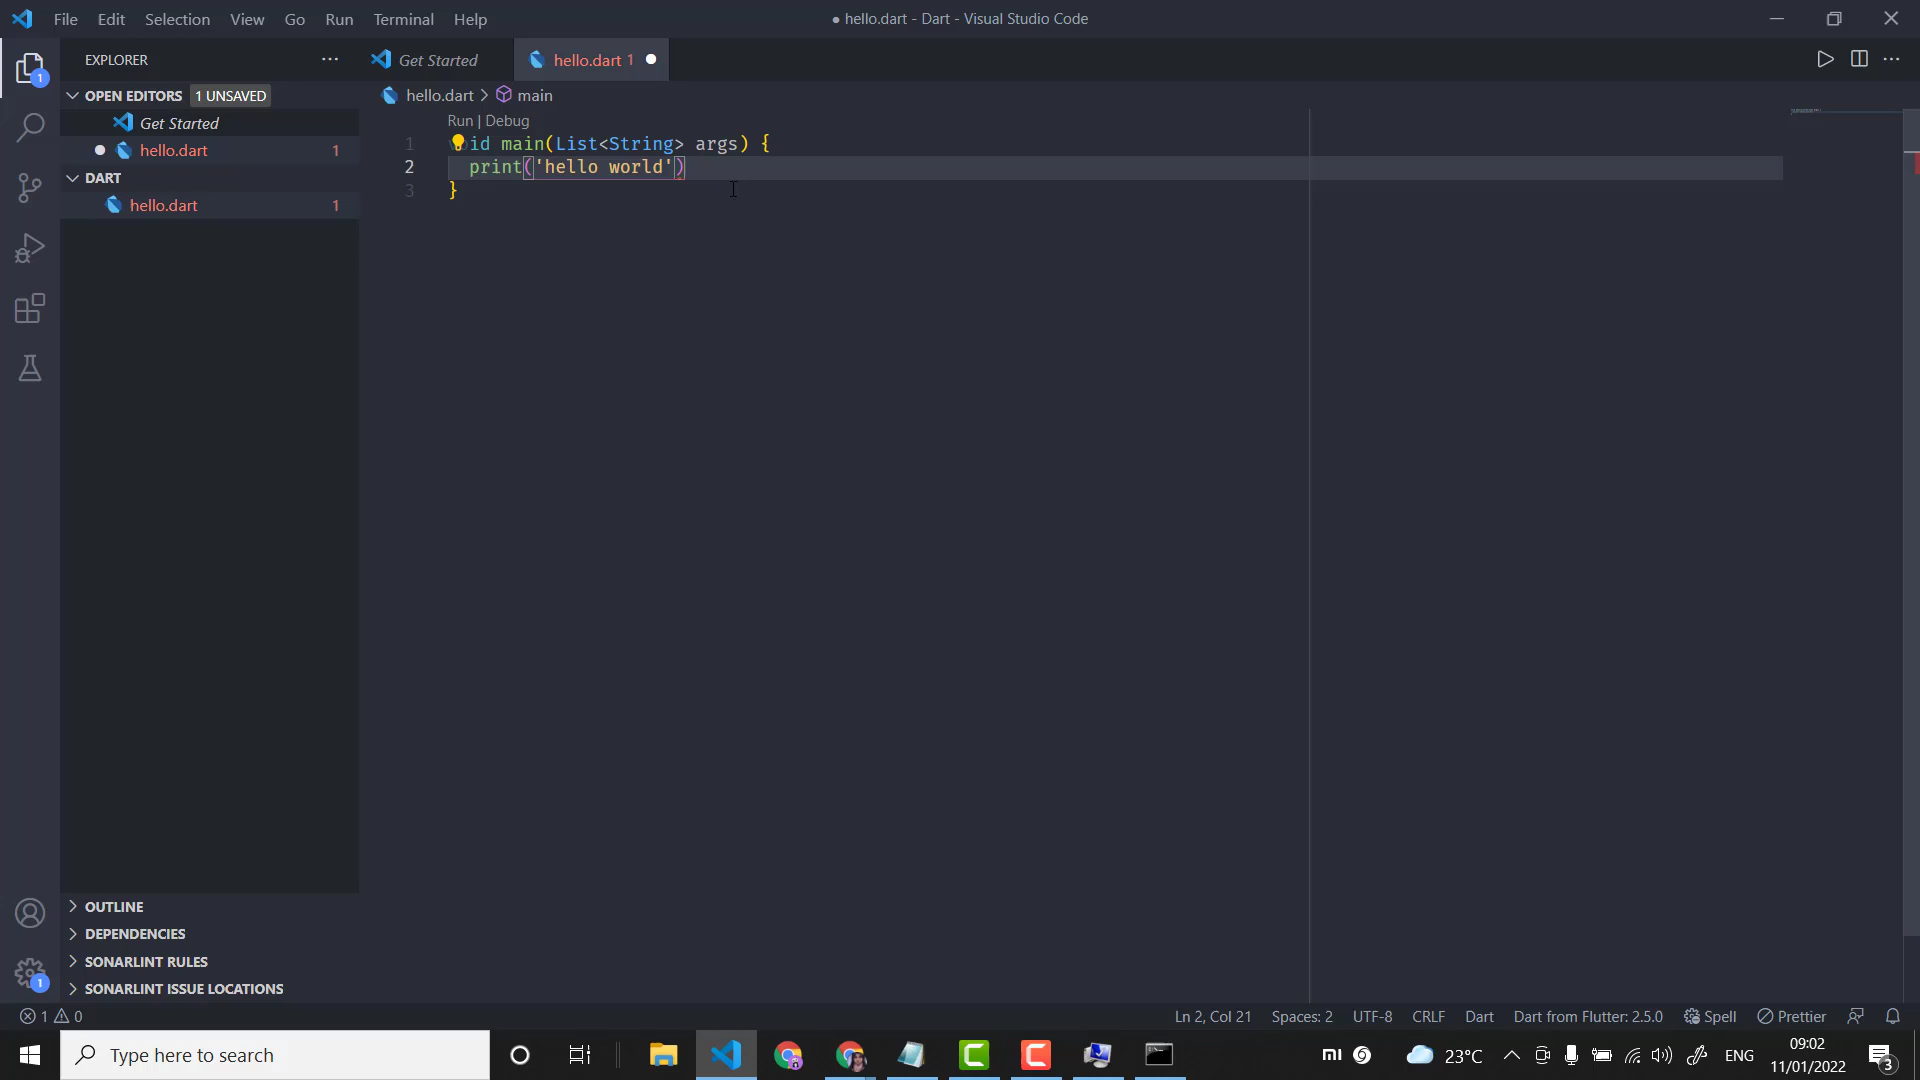 File Edit Selection View Go Run Terminal Help
● hello.dart - Dart - Visual Studio Code
EXPLORER
Get Started
hello.dart 1
OPEN EDITORS 1 UNSAVED
Get Started
hello.dart 1
DART
hello.dart 1
hello.dart > main
Run | Debug
1 id main(List<String> args) {
2 print('hello world')
3 }
OUTLINE
DEPENDENCIES
SONARLINT RULES
SONARLINT ISSUE LOCATIONS
1
1
1 0
Ln 2, Col 21 Spaces: 2 UTF-8 CRLF Dart Dart from Flutter: 2.5.0 Spell Prettier
Type here to search
23°C
ENG
09:02
11/01/2022
3